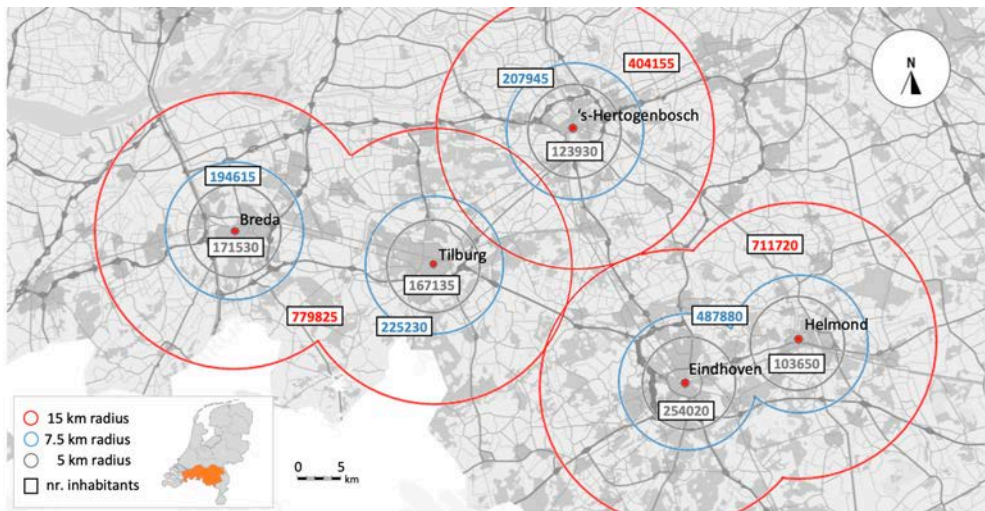 207945
404155
N
's-Hertogenbosch
123930
194615
Breda
171530
Tilburg
167135
711720
779825
225230
487880
Helmond
103650
Eindhoven
254020
15 km radius
7.5 km radius
5 km radius
nr. inhabitants
0 5
km